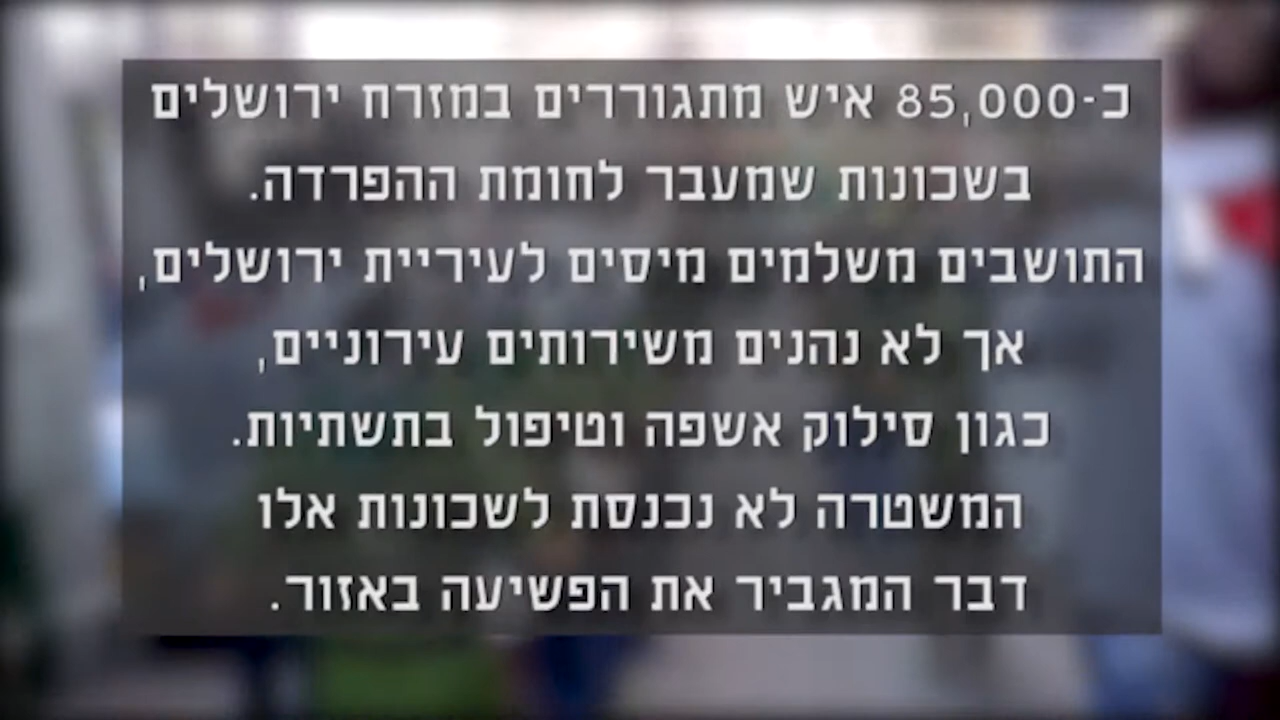 כ-85,000 איש מתגוררים במזרח ירושלים
בשכונות שמעבר לחומת ההפרדה.
התושבים משלמים מיסים לעיריית ירושלים,
אך לא נהנים משירותים עירוניים,
כגון סילוק אשפה וטיפול בתשתיות.
המשטרה לא נכנסת לשכונות אלו
דבר המגביר את הפשיעה באזור.